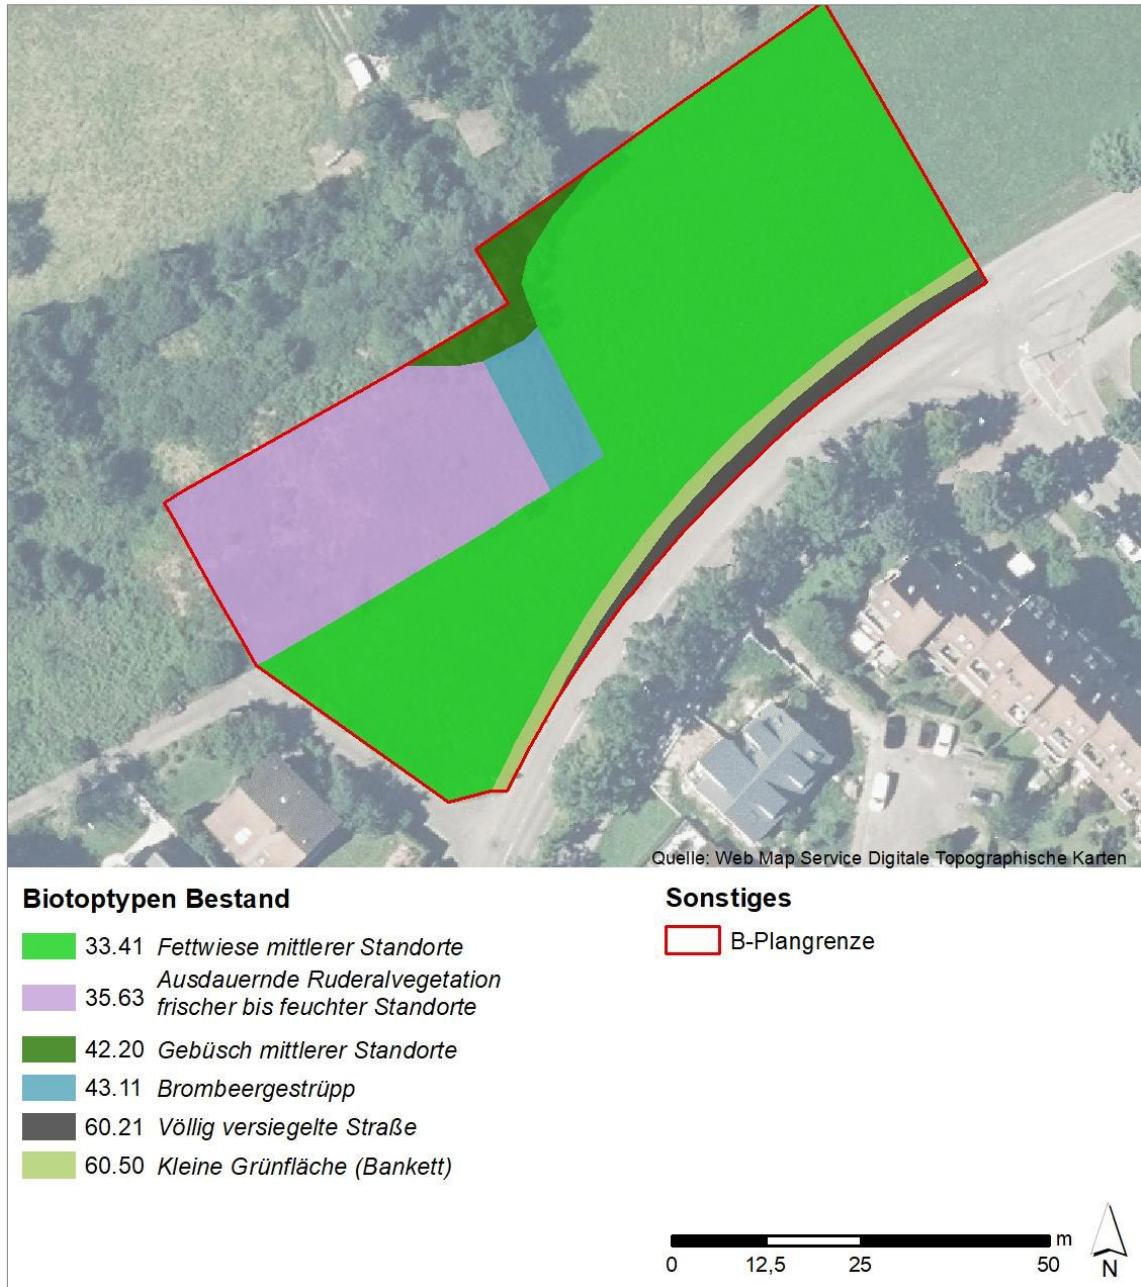 Quelle: Web Map Service Digitale Topographische Karten
Biotoptypen Bestand
33.41 Fettwiese mittlerer Standorte
35.63 Ausdauernde Ruderalvegetation
frischer bis feuchter Standorte
42.20 Gebüsch mittlerer Standorte
43.11 Brombeergestrüpp
60.21 Völlig versiegelte Straße
60.50 Kleine Grünfläche (Bankett)
Sonstiges
B-Plangrenze
m
0 12,5 25 50
N